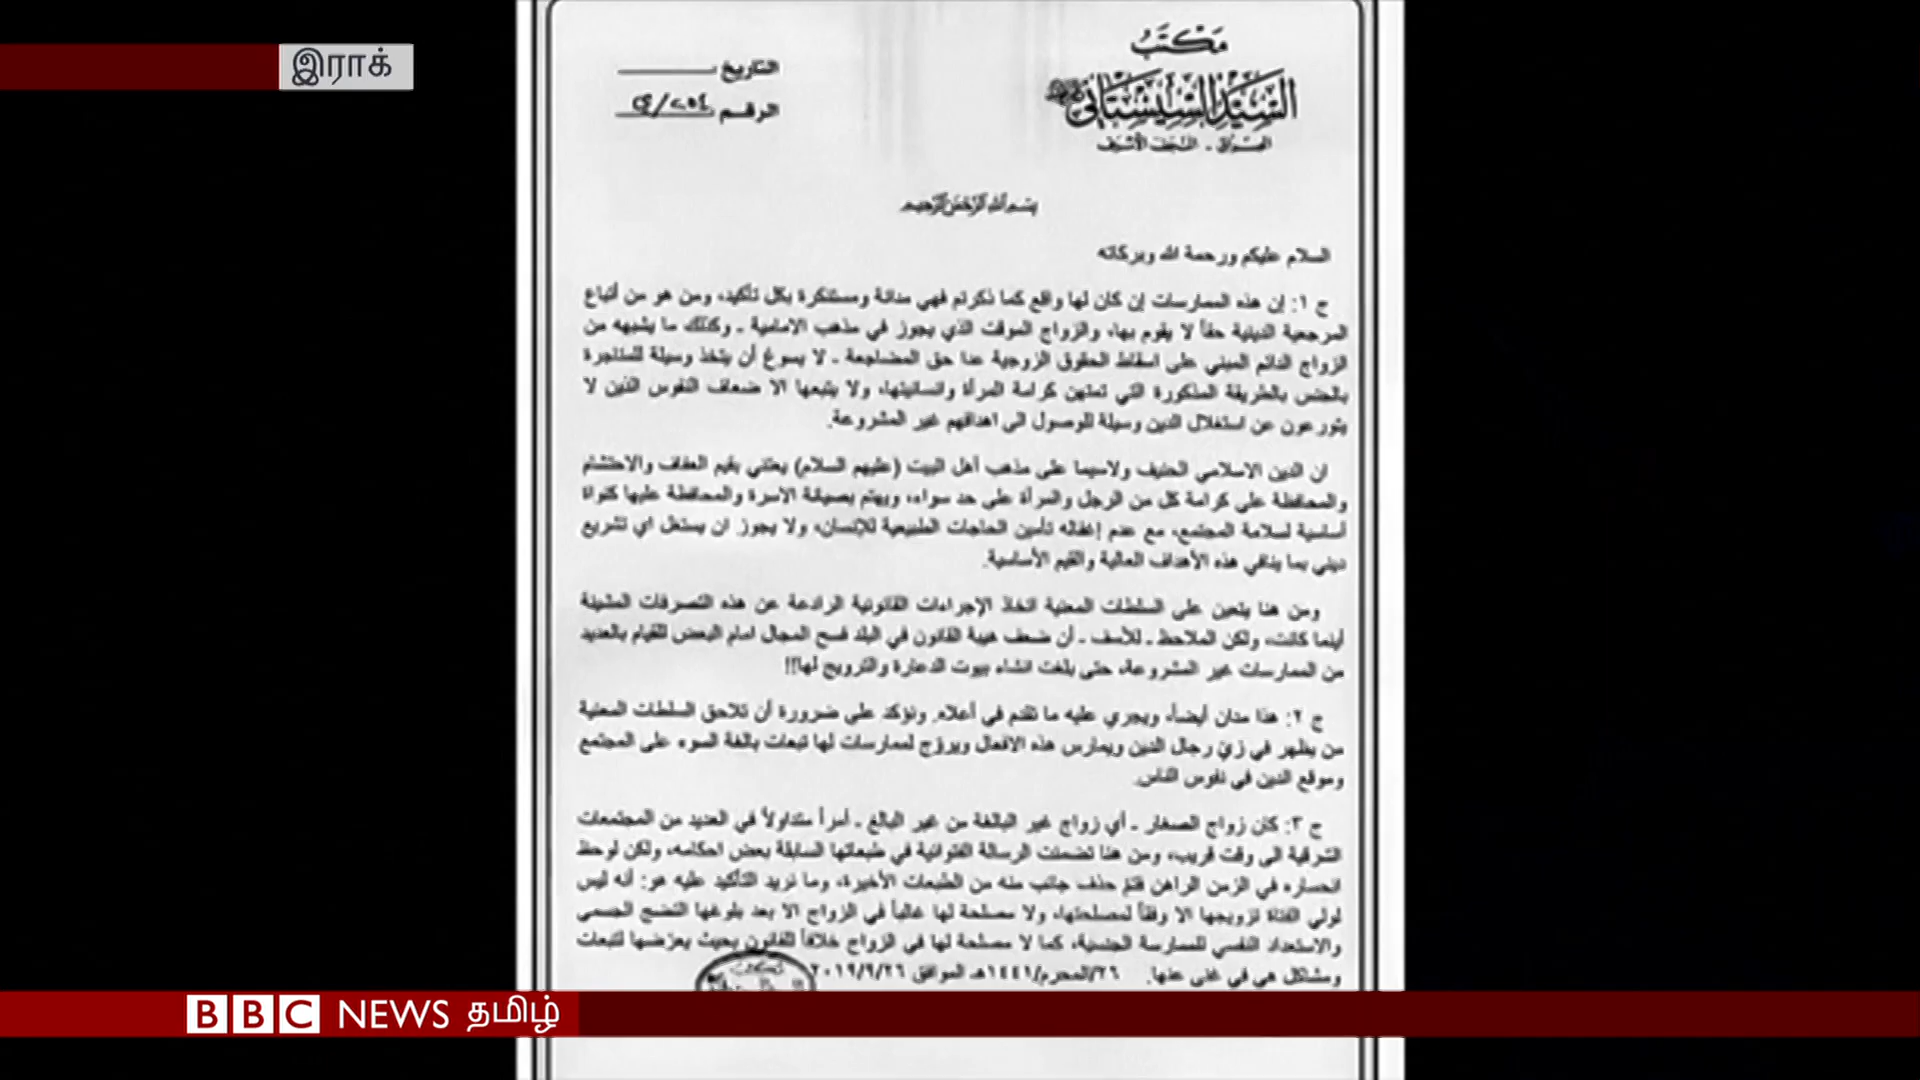 இராக்
مكتب
السيد السيستاني
العراق - النجف الأشرف
التاريخ
الرقم
بسم الله الرحمن الرحيم
السلام عليكم ورحمة الله وبركاته
ج ١: إن هذه الممارسات إن كان لها واقع كما ذكرتم فهي مدانة ومستنكرة بكل تأكيد، ومن هو من أتباع
المرجعية الدينية حقاً لا يقوم بها، والزواج الموقت الذي يجوز في مذهب الامامية ـ وكذلك ما يشبهه من
الزواج الدائم المبني على اسقاط الحقوق الزوجية عدا حق المضاجعة ـ لا يسوغ أن يتخذ وسيلة للمتاجرة
بالجنس بالطريقة المذكورة التي تمتهن كرامة المرأة وانسانيتها، ولا يتبعها الا ضعاف النفوس الذين لا
يتورعون عن استغلال الدين وسيلة للوصول الى اهدافهم غير المشروعة.
ان الدين الاسلامي الحنيف ولاسيما على مذهب أهل البيت (عليهم السلام) يعتني بقيم العفاف والاحتشام
والمحافظة على كرامة كل من الرجل والمرأة على حد سواء، ويهتم بصيانة الاسرة والمحافظة عليها كنواة
أساسية لسلامة المجتمع، مع عدم إغفاله تأمين الحاجات الطبيعية للإنسان، ولا يجوز ان يستغل اي تشريع
ديني بما ينافي هذه الأهداف العالية والقيم الأساسية.
ومن هنا يتعين على السلطات المعنية اتخاذ الإجراءات القانونية الرادعة عن هذه التصرفات المشينة
أينما كانت، ولكن الملاحظ ـ للأسف ـ أن ضعف هيبة القانون في البلد فسح المجال امام البعض للقيام بالعديد
من الممارسات غير المشروعة، حتى بلغت انشاء بيوت الدعارة والترويج لها!!
ج ٢: هذا مدان أيضاً، ويجري عليه ما تقدم في أعلاه. ونؤكد على ضرورة أن تلاحق السلطات المعنية
من يظهر في زيّ رجال الدين ويمارس هذه الافعال ويروّج لممارسات لها تبعات بالغة السوء على المجتمع
وموقع الدين في نفوس الناس.
ج ٣: كان زواج الصغار ـ أي زواج غير البالغة من غير البالغ ـ أمراً متداولاً في العديد من المجتمعات
الشرقية الى وقت قريب، ومن هنا تضمنت الرسالة الفتوائية في طبعاتها السابقة بعض احكامه، ولكن لوحظ
انحساره في الزمن الراهن فتمّ حذف جانب منه من الطبعات الأخيرة، وما نريد التأكيد عليه هو: أنه ليس
لولي الفتاة تزويجها الا وفقاً لمصلحتها، ولا مصلحة لها غالباً في الزواج الا بعد بلوغها النضج الجسمي
والاستعداد النفسي للممارسة الجنسية، كما لا مصلحة لها في الزواج خلافاً للقانون بحيث يعرّضها لتبعات
ومشاكل هي في غنى عنها. ٢٦/المحرم/١٤٤١هـ الموافق ٢٠١٩/٩/٢٦
BBC NEWS தமிழ்